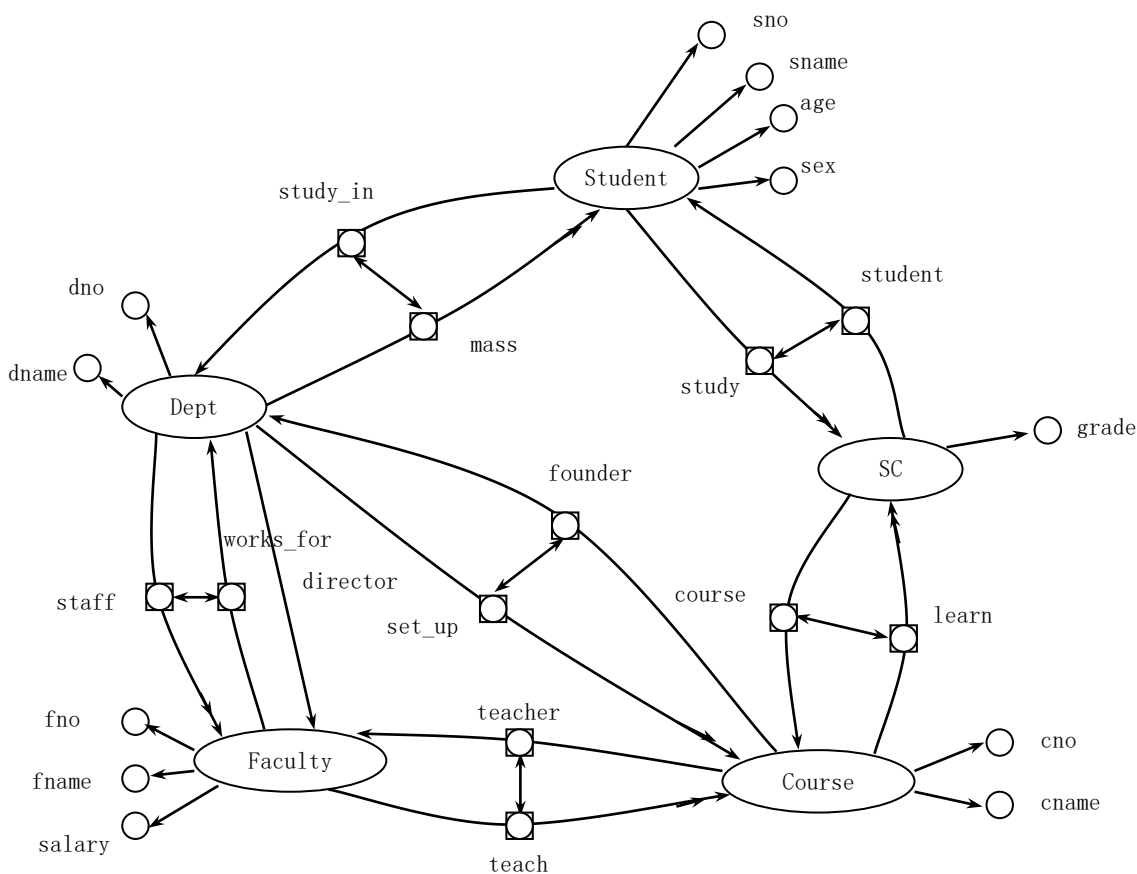 sno
sname
age
sex
Student
study_in
student
dno
mass
dname
study
Dept
grade
SC
founder
works_for
director
staff
course
learn
set_up
teacher
fno
cno
Faculty
fname
Course
cname
salary
teach